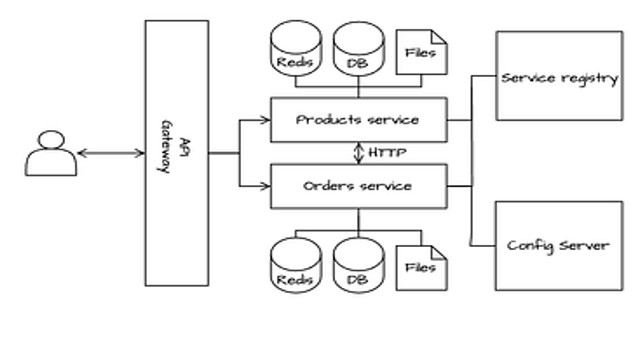 Redis
DB
Files
Service registry
Products service
API
Gateway
HTTP
Orders service
Config Server
Redis
DB
Files